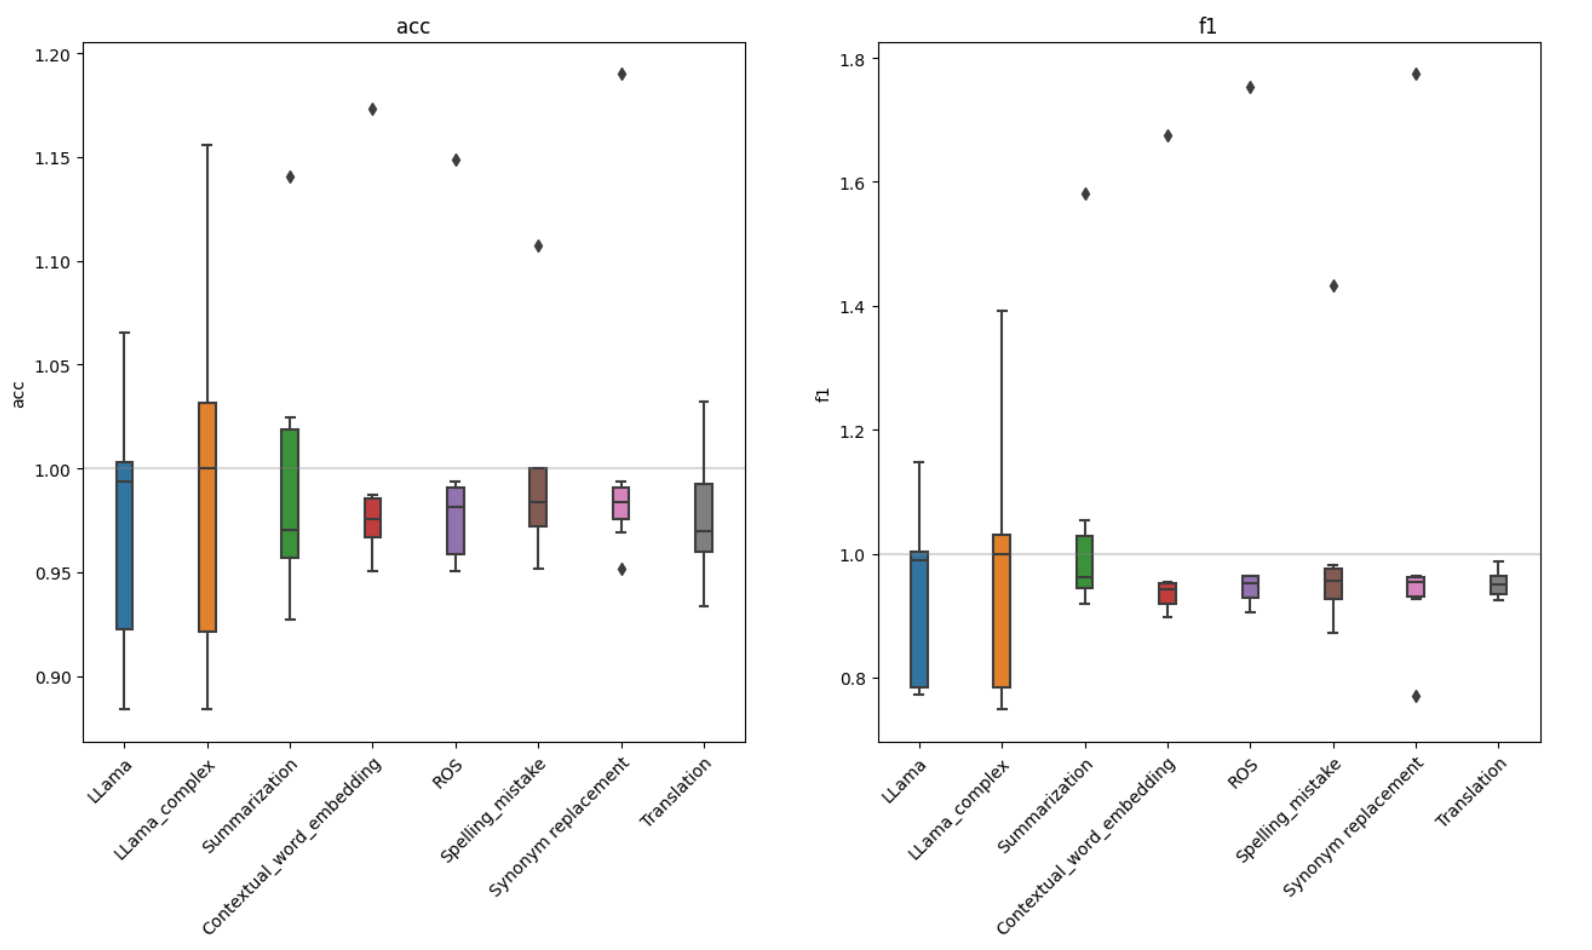 acc
1.20
1.15
1.10
1.05
1.00
0.95
0.90
acc
LLama
LLama_complex
Summarization
Contextual_word_embedding
ROS
Spelling_mistake
Synonym replacement
Translation
f1
1.8
1.6
1.4
1.2
1.0
0.8
f1
LLama
LLama_complex
Summarization
Contextual_word_embedding
ROS
Spelling_mistake
Synonym replacement
Translation